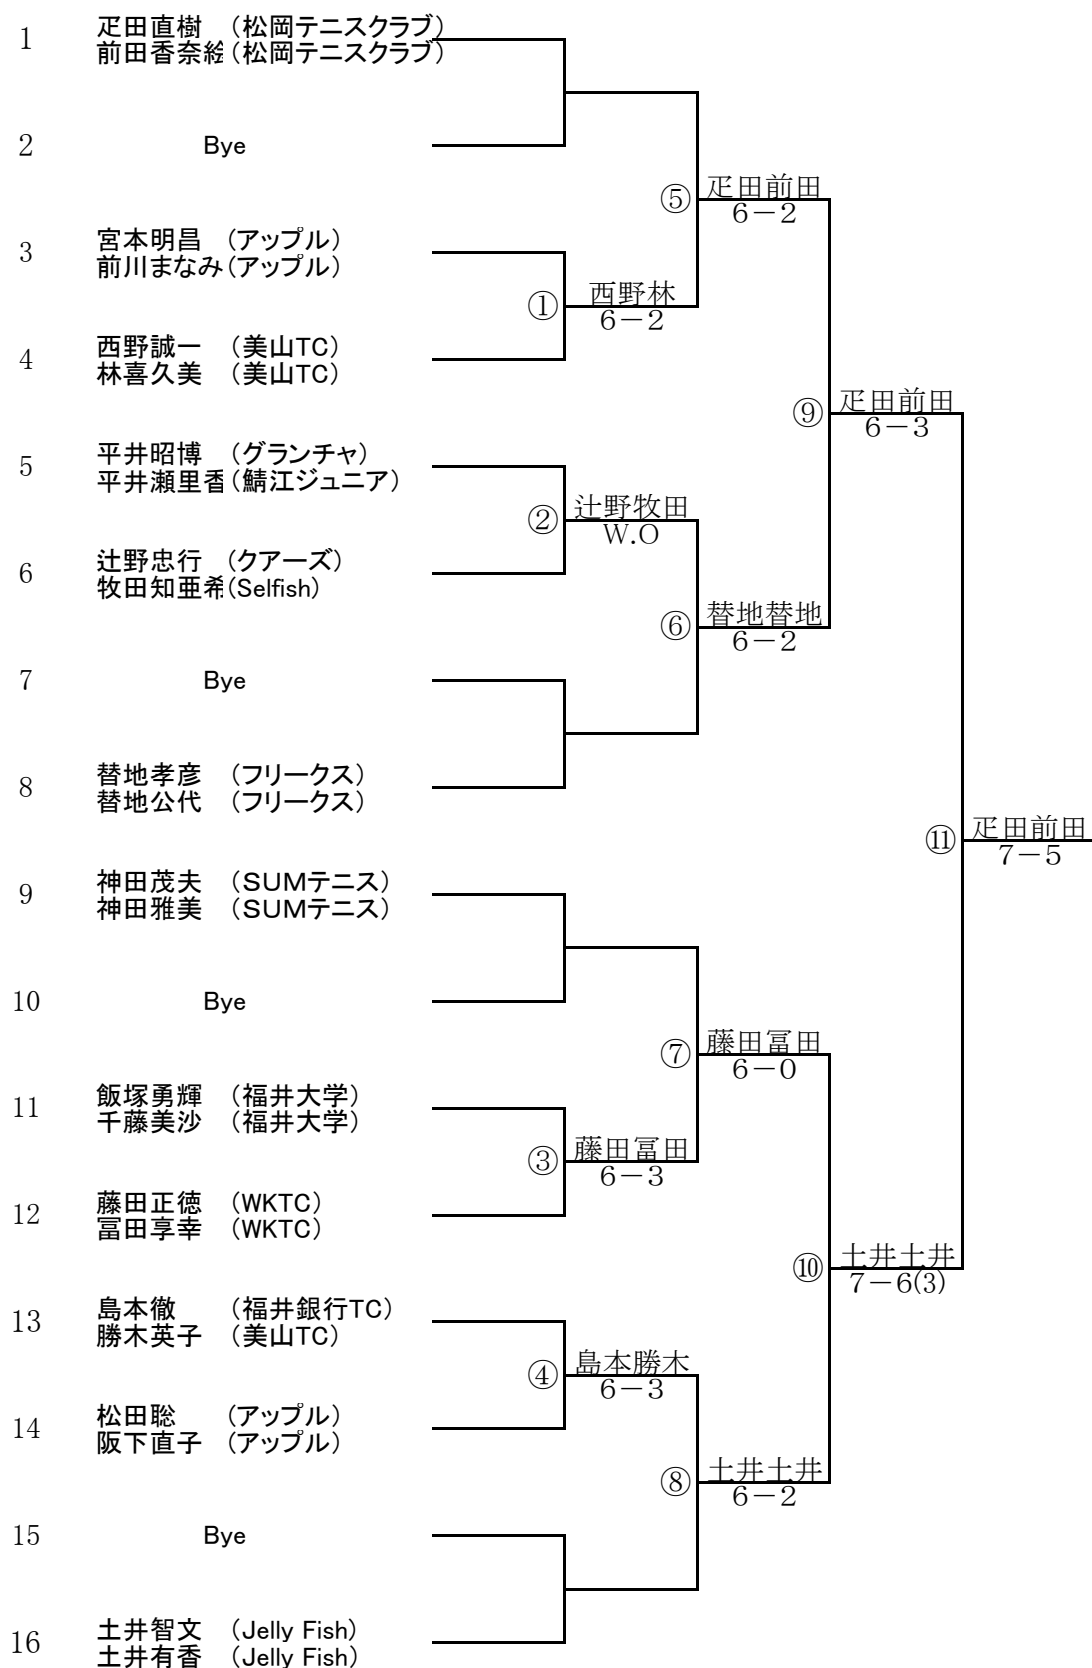 1
疋田直樹 (松岡テニスクラブ)
前田香奈絵(松岡テニスクラブ)
2
Bye
⑤
疋田前田
6－2
3
宮本明昌 (アップル)
前川まなみ(アップル)
①
西野林
6－2
4
西野誠一 (美山TC)
林喜久美 (美山TC)
⑨
疋田前田
6－3
5
平井昭博 (グランチャ)
平井瀬里香(鯖江ジュニア)
②
辻野牧田
W.O
6
辻野忠行 (クアーズ)
牧田知亜希(Selfish)
⑥
替地替地
6－2
7
Bye
8
替地孝彦 (フリークス)
替地公代 (フリークス)
⑪
疋田前田
7－5
9
神田茂夫 (SUMテニス)
神田雅美 (SUMテニス)
10
Bye
⑦
藤田冨田
6－0
11
飯塚勇輝 (福井大学)
千藤美沙 (福井大学)
③
藤田冨田
6－3
12
藤田正徳 (WKTC)
冨田享幸 (WKTC)
⑩
土井土井
7－6(3)
13
島本徹 (福井銀行TC)
勝木英子 (美山TC)
④
島本勝木
6－3
14
松田聡 (アップル)
阪下直子 (アップル)
⑧
土井土井
6－2
15
Bye
16
土井智文 (Jelly Fish)
土井有香 (Jelly Fish)